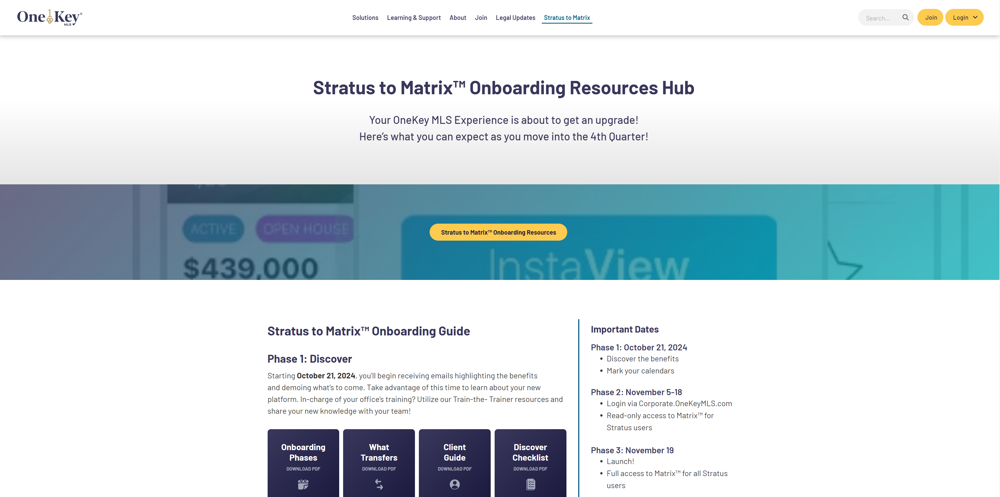 One Key®
MLS
Solutions
Learning & Support
About
Join
Legal Updates
Stratus to Matrix
Search...
Join
Login
Stratus to Matrix™ Onboarding Resources Hub
Your OneKey MLS Experience is about to get an upgrade!
Here's what you can expect as you move into the 4th Quarter!
ACTIVE
OPEN HOUSE
$439,000
Stratus to Matrix™ Onboarding Resources
InstaView
Stratus to Matrix™ Onboarding Guide
Phase 1: Discover
Starting October 21, 2024, you'll begin receiving emails highlighting the benefits
and demoing what's to come. Take advantage of this time to learn about your new
platform. In-charge of your office's training? Utilize our Train-the- Trainer resources and
share your new knowledge with your team!
Onboarding
Phases
DOWNLOAD PDF
What
Transfers
DOWNLOAD PDF
Client
Guide
DOWNLOAD PDF
Discover
Checklist
DOWNLOAD PDF
Important Dates
Phase 1: October 21, 2024
• Discover the benefits
• Mark your calendars
Phase 2: November 5-18
• Login via Corporate.OneKeyMLS.com
• Read-only access to Matrix™ for
Stratus users
Phase 3: November 19
• Launch!
• Full access to Matrix™ for all Stratus
users